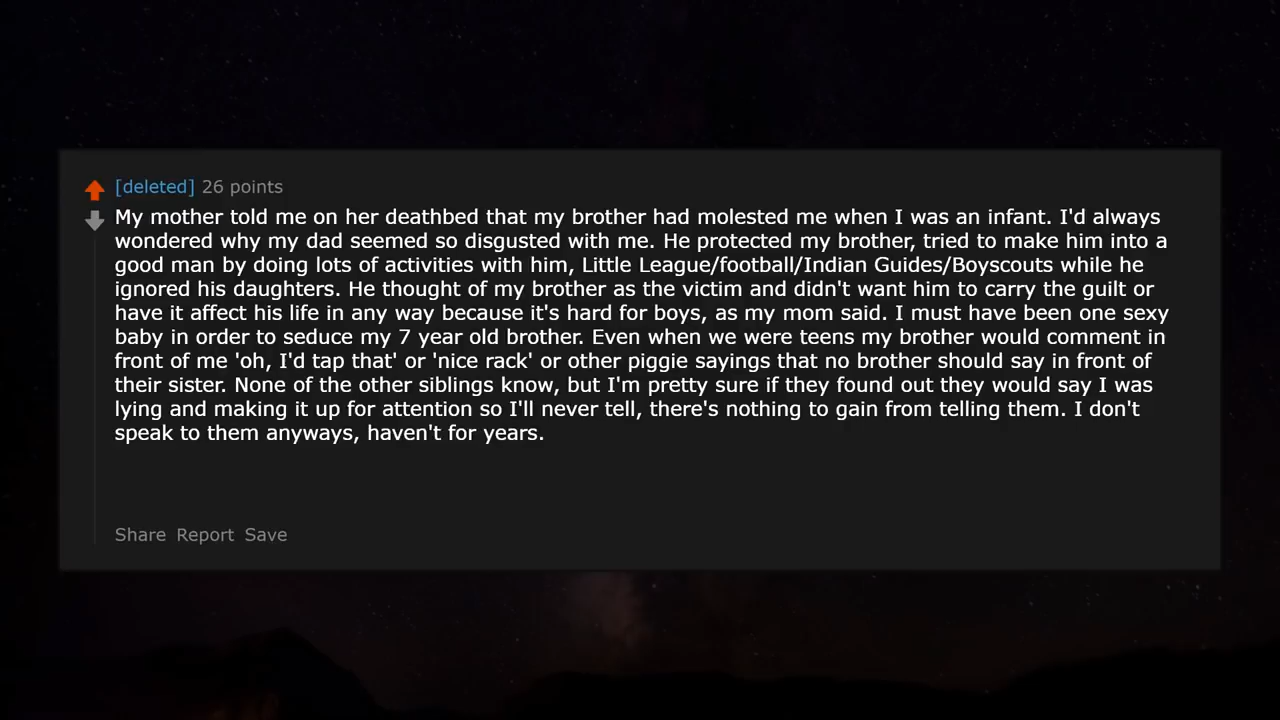 [deleted] 26 points
My mother told me on her deathbed that my brother had molested me when I was an infant. I'd always
wondered why my dad seemed so disgusted with me. He protected my brother, tried to make him into a
good man by doing lots of activities with him, Little League/football/Indian Guides/Boyscouts while he
ignored his daughters. He thought of my brother as the victim and didn't want him to carry the guilt or
have it affect his life in any way because it's hard for boys, as my mom said. I must have been one sexy
baby in order to seduce my 7 year old brother. Even when we were teens my brother would comment in
front of me 'oh, I'd tap that' or 'nice rack' or other piggie sayings that no brother should say in front of
their sister. None of the other siblings know, but I'm pretty sure if they found out they would say I was
lying and making it up for attention so I'll never tell, there's nothing to gain from telling them. I don't
speak to them anyways, haven't for years.
Share Report Save